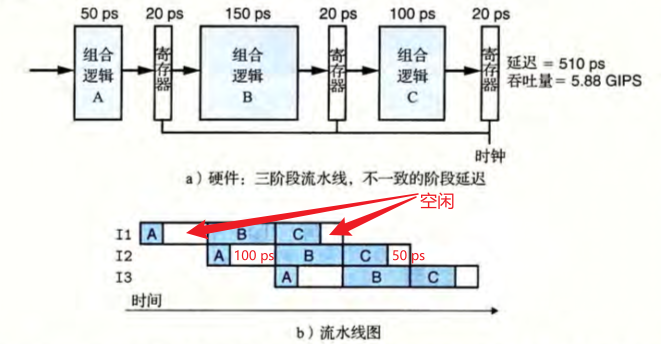 50 ps 20 ps 150 ps 20 ps 100 ps 20 ps
组合逻辑A
寄存器
组合逻辑B
寄存器
组合逻辑C
寄存器
延迟 = 510 ps
吞吐量 = 5.88 GIPS
时钟
a) 硬件：三阶段流水线，不一致的阶段延迟
空闲
I1 A B C
I2 A 100 ps B C 50 ps
I3 A B C
时间
b) 流水线图